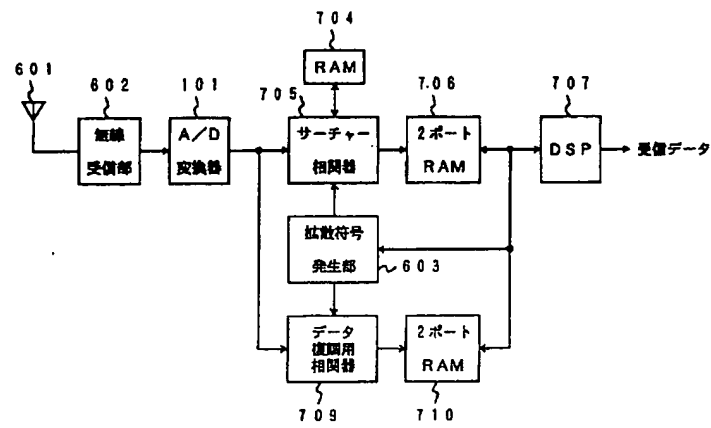 704
601
602
101
RAM
705
706
707
無線
受信部
A/D
変換器
サーチャー
相関器
2ポート
RAM
DSP
受信データ
拡散符号
発生部
603
データ
復調用
相関器
2ポート
RAM
709
710